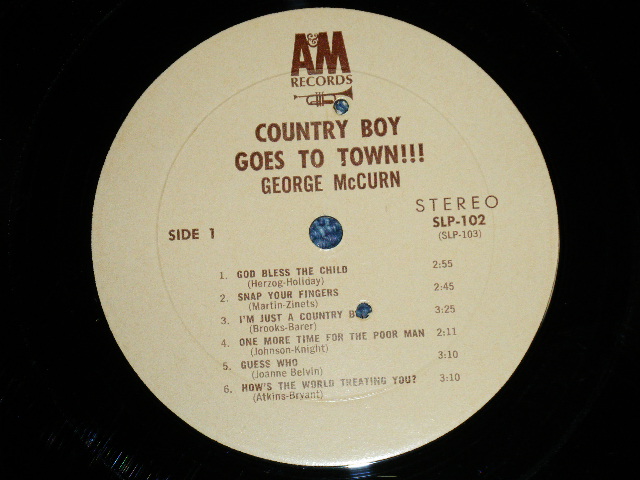 A&M
RECORDS
COUNTRY BOY
GOES TO TOWN!!!
GEORGE McCURN
STEREO
SIDE 1
SLP-102
(SLP-103)
1. GOD BLESS THE CHILD 2:55
(Herzog-Holiday)
2. SNAP YOUR FINGERS 2:45
(Martin-Zinets)
3. I'M JUST A COUNTRY 3:25
(Brooks-Barer)
4. ONE MORE TIME FOR THE POOR MAN 2:11
(Johnson-Knight)
5. GUESS WHO 3:10
(Joanne Belvin)
6. HOW'S THE WORLD TREATING YOU? 3:10
(Atkins-Bryant)